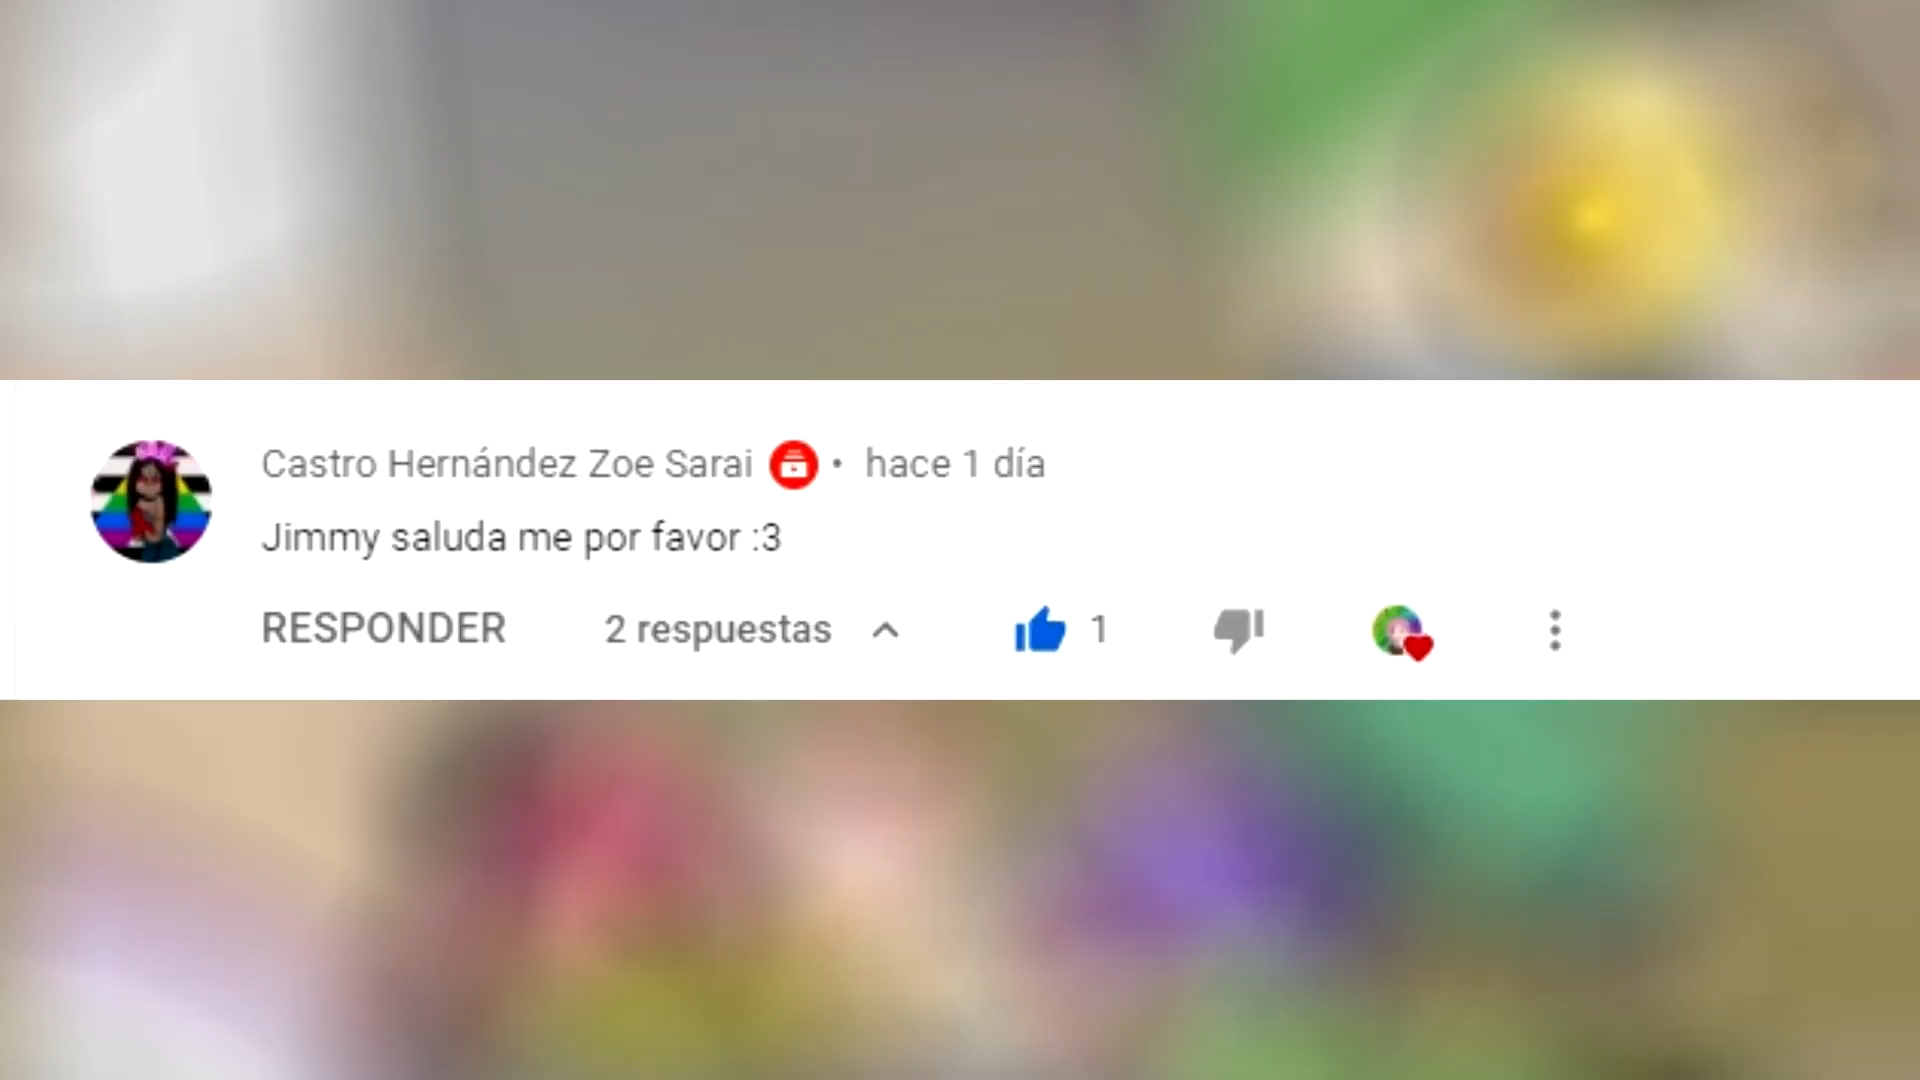 Castro Hernández Zoe Sarai • hace 1 día
Jimmy saluda me por favor :3
RESPONDER 2 respuestas 1